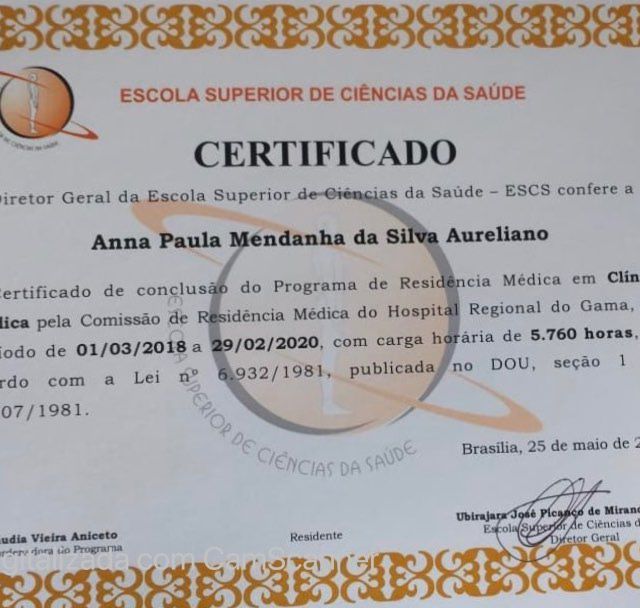 ESCOLA SUPERIOR DE CIÊNCIAS DA SAÚDE
CERTIFICADO
Diretor Geral da Escola Superior de Ciências da Saúde – ESCS confere a
Anna Paula Mendanha da Silva Aureliano
Certificado de conclusão do Programa de Residência Médica em Clín
dica pela Comissão de Residência Médica do Hospital Regional do Gama,
íodo de 01/03/2018 a 29/02/2020, com carga horária de 5.760 horas,
rdo com a Lei nº 6.932/1981, publicada no DOU, seção 1
07/1981.
ESCOLA SUPERIOR DE CIÊNCIAS DA SAÚDE
Brasília, 25 de maio de 2
udia Vieira Aniceto
do Programa
Residente
Ubirajara José Picanço de Miran
Escola Superior de Ciências d
Diretor Geral
gitalizada com CamScanner